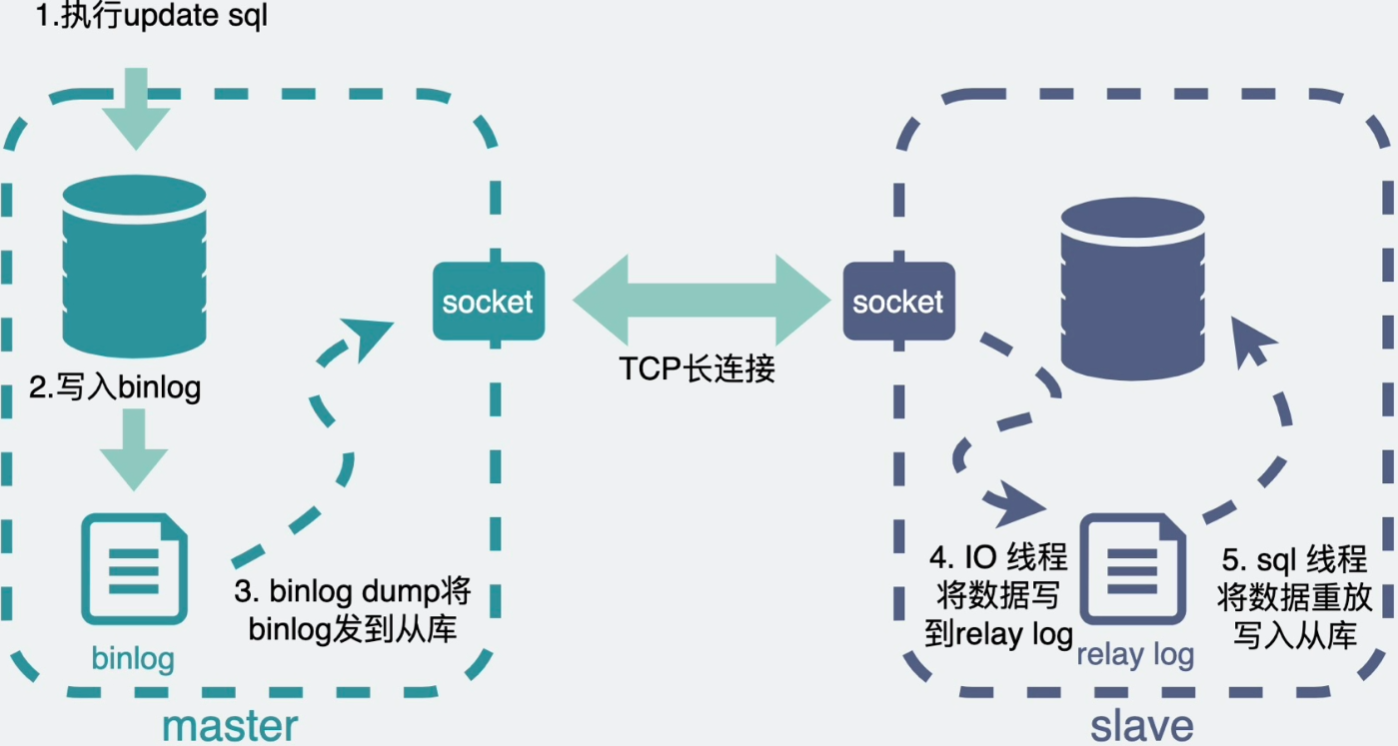 1.执行update sql
socket
socket
TCP长连接
2.写入binlog
3. binlog dump将
binlog发到从库
binlog
4. IO 线程
将数据写
到relay log
relay log
5. sql 线程
将数据重放
写入从库
master
slave